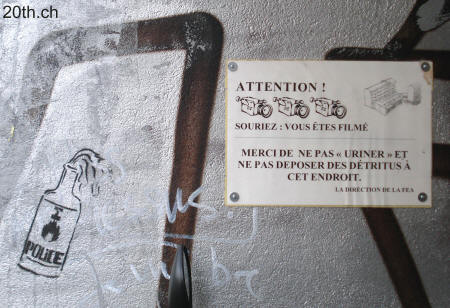 20th.ch
ATTENTION !
SOURIEZ : VOUS ÊTES FILMÉ
MERCI DE NE PAS « URINER » ET
NE PAS DEPOSER DES DÉTRITUS À
CET ENDROIT.
LA DIRECTION DE LA FEA
POLICE